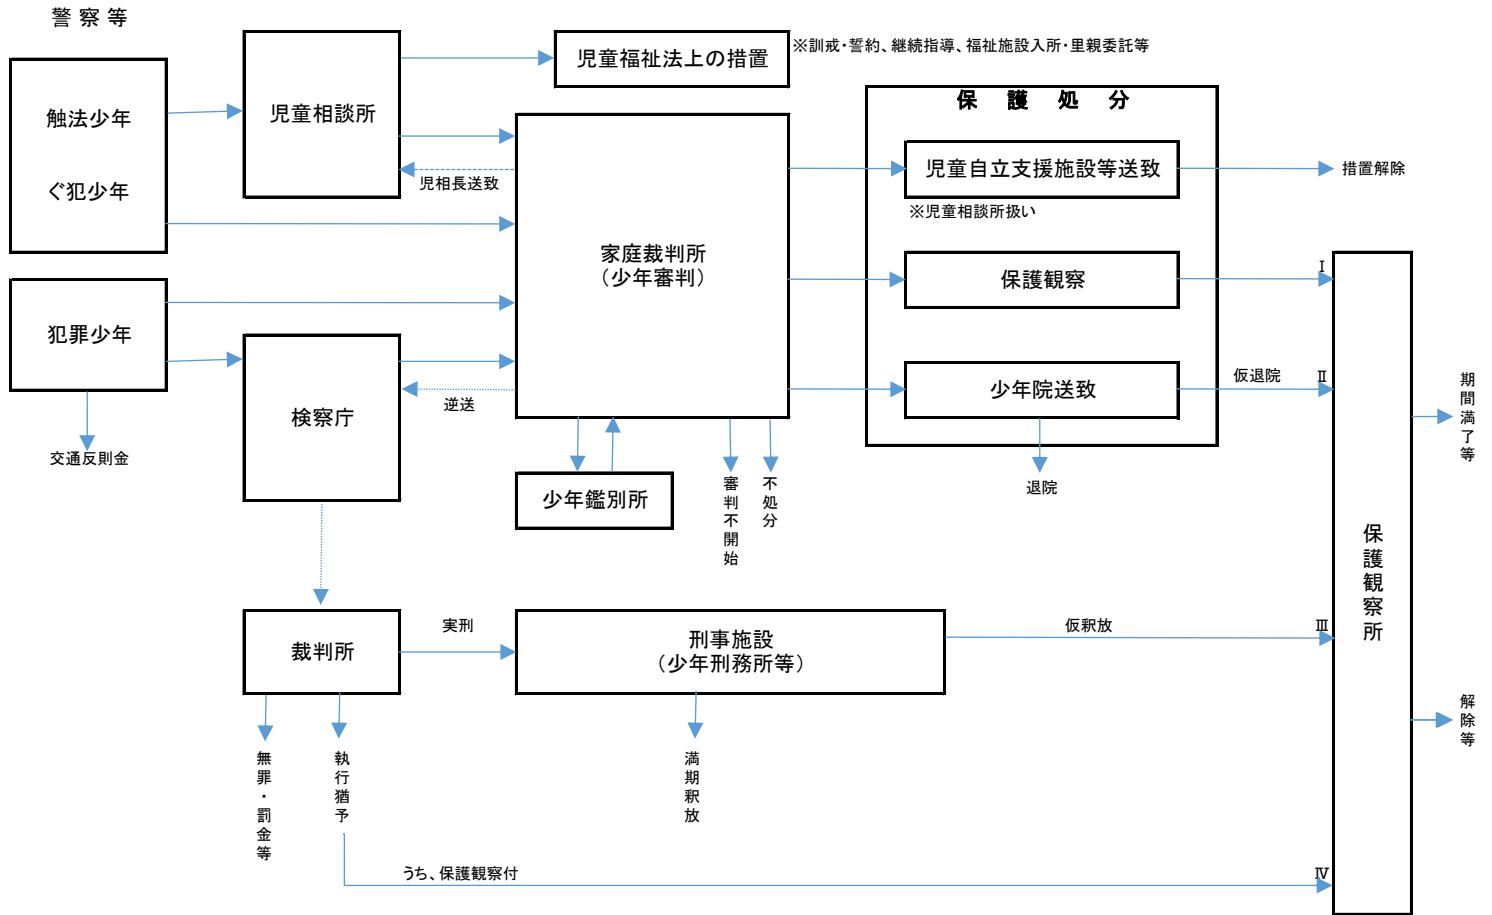 警 察 等
触法少年
ぐ犯少年
児童相談所
児童福祉法上の措置
※訓戒・誓約、継続指導、福祉施設入所・里親委託等
保 護 処 分
児相長送致
家庭裁判所
（少年審判）
児童自立支援施設等送致
※児童相談所扱い
措置解除
保護観察
Ⅰ
犯罪少年
交通反則金
検察庁
逆送
少年院送致
仮退院
Ⅱ
退院
少年鑑別所
審判不開始
不処分
保護観察所
期間満了等
裁判所
実刑
刑事施設
（少年刑務所等）
仮釈放
Ⅲ
解除等
無罪・罰金等
執行猶予
満期釈放
うち、保護観察付
Ⅳ